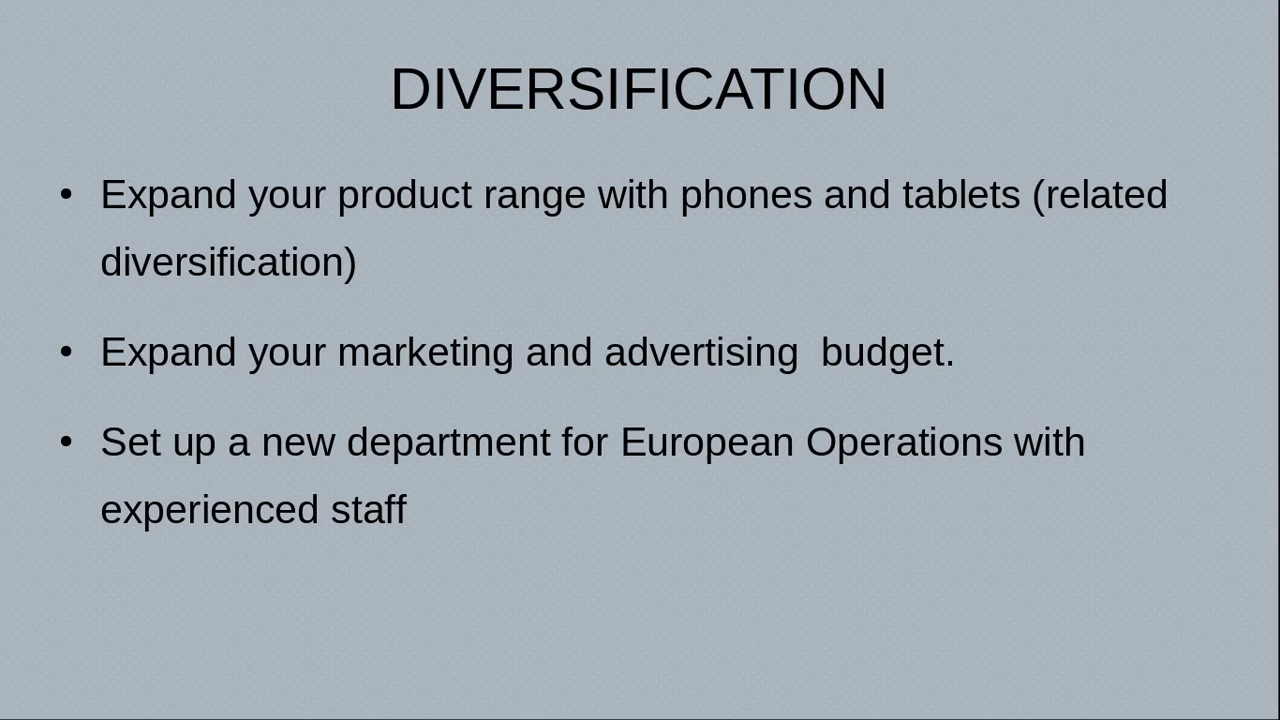 DIVERSIFICATION
• Expand your product range with phones and tablets (related
diversification)
• Expand your marketing and advertising  budget.
• Set up a new department for European Operations with
experienced staff